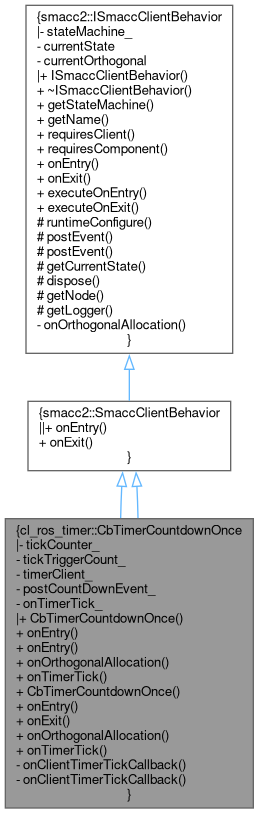 {smacc2::ISmaccClientBehavior
|- stateMachine_
- currentState
- currentOrthogonal
|+ ISmaccClientBehavior()
+ ~ISmaccClientBehavior()
+ getStateMachine()
+ getName()
+ requiresClient()
+ requiresComponent()
+ onEntry()
+ onExit()
+ executeOnEntry()
+ executeOnExit()
# runtimeConfigure()
# postEvent()
# postEvent()
# getCurrentState()
# dispose()
# getNode()
# getLogger()
- onOrthogonalAllocation()
}
{smacc2::SmaccClientBehavior
||+ onEntry()
+ onExit()
}
{cl_ros_timer::CbTimerCountdownOnce
|- tickCounter_
- tickTriggerCount_
- timerClient_
- postCountDownEvent_
- onTimerTick_
|+ CbTimerCountdownOnce()
+ onEntry()
+ onEntry()
+ onOrthogonalAllocation()
+ onTimerTick()
+ CbTimerCountdownOnce()
+ onEntry()
+ onExit()
+ onOrthogonalAllocation()
+ onTimerTick()
- onClientTimerTickCallback()
- onClientTimerTickCallback()
}